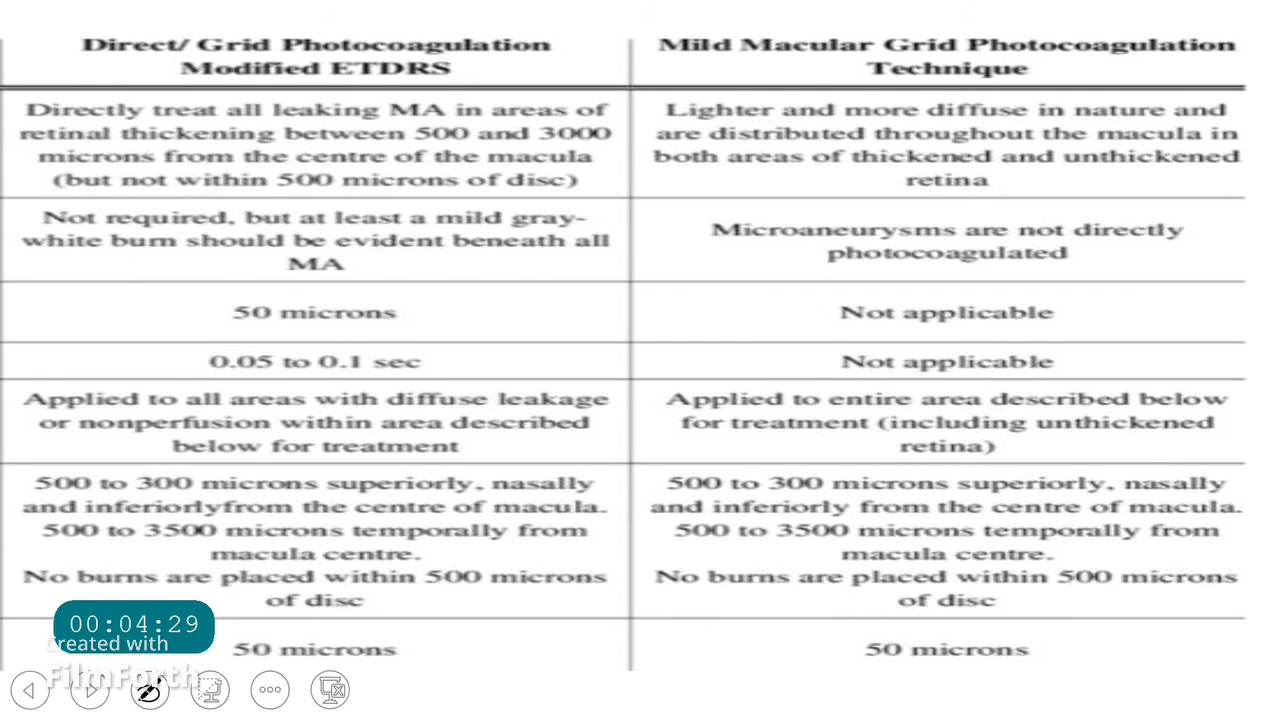 Direct/ Grid Photocoagulation
Modified ETDRS
Mild Macular Grid Photocoagulation
Technique
Directly treat all leaking MA in areas of
retinal thickening between 500 and 3000
microns from the centre of the macula
(but not within 500 microns of disc)
Lighter and more diffuse in nature and
are distributed throughout the macula in
both areas of thickened and unthickened
retina
Not required, but at least a mild gray-
white burn should be evident beneath all
MA
Microaneurysms are not directly
photocoagulated
50 microns
Not applicable
0.05 to 0.1 sec
Not applicable
Applied to all areas with diffuse leakage
or nonperfusion within area described
below for treatment
Applied to entire area described below
for treatment (including unthickened
retina)
500 to 300 microns superiorly, nasally
and inferiorlyfrom the centre of macula.
500 to 3500 microns temporally from
macula centre.
No burns are placed within 500 microns
of disc
500 to 300 microns superiorly, nasally
and inferiorly from the centre of macula.
500 to 3500 microns temporally from
macula centre.
No burns are placed within 500 microns
of disc
50 microns
50 microns
00:04:29
Created with
FilmForth